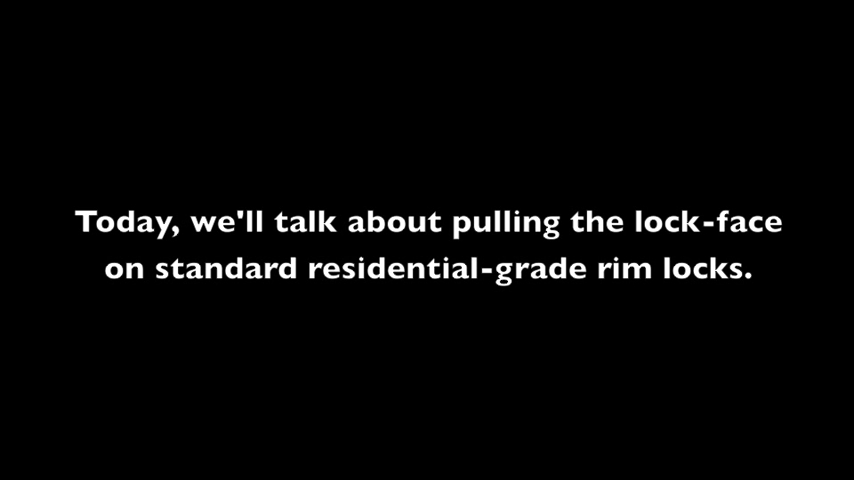 Today, we'll talk about pulling the lock-face
on standard residential-grade rim locks.